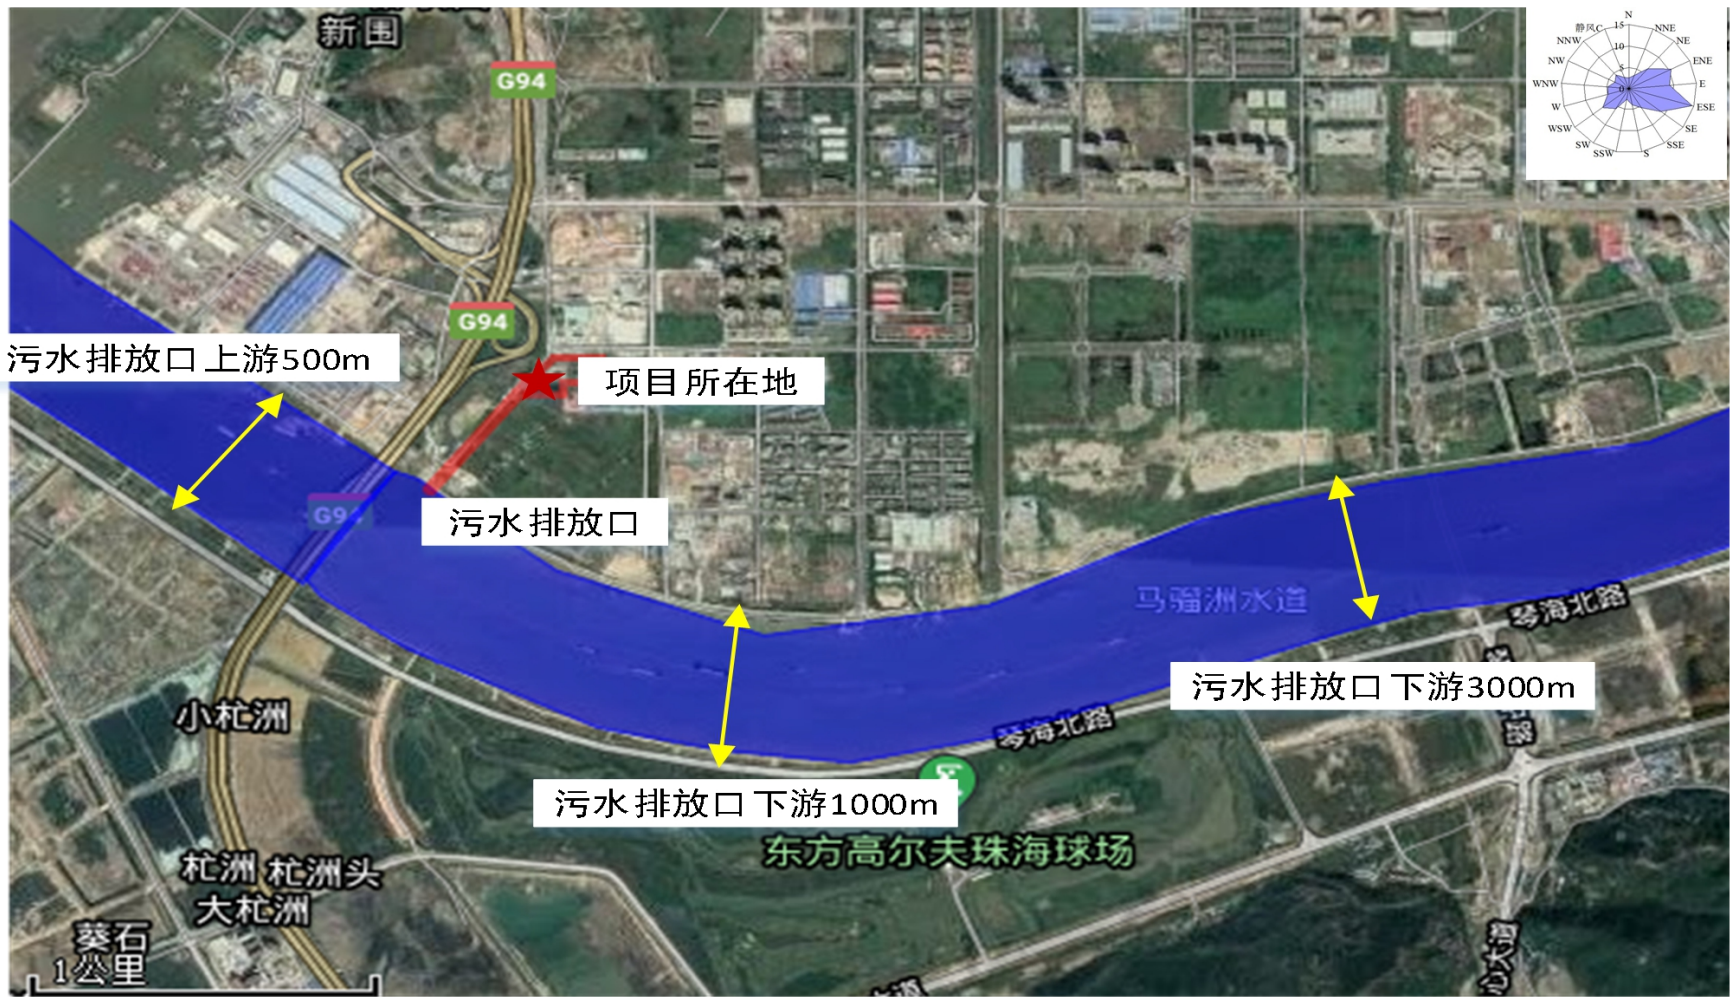 新围
G94
N
NNE
NE
ENE
E
ESE
SE
SSE
S
SSW
SW
WSW
W
WNW
NW
NNW
静风C
15
10
5
0
G94
污水排放口上游500m
项目所在地
G94
污水排放口
马骝洲水道
琴海北路
污水排放口下游3000m
小杧洲
琴海北路
污水排放口下游1000m
东方高尔夫珠海球场
杧洲 杧洲头
大杧洲
葵石
1公里